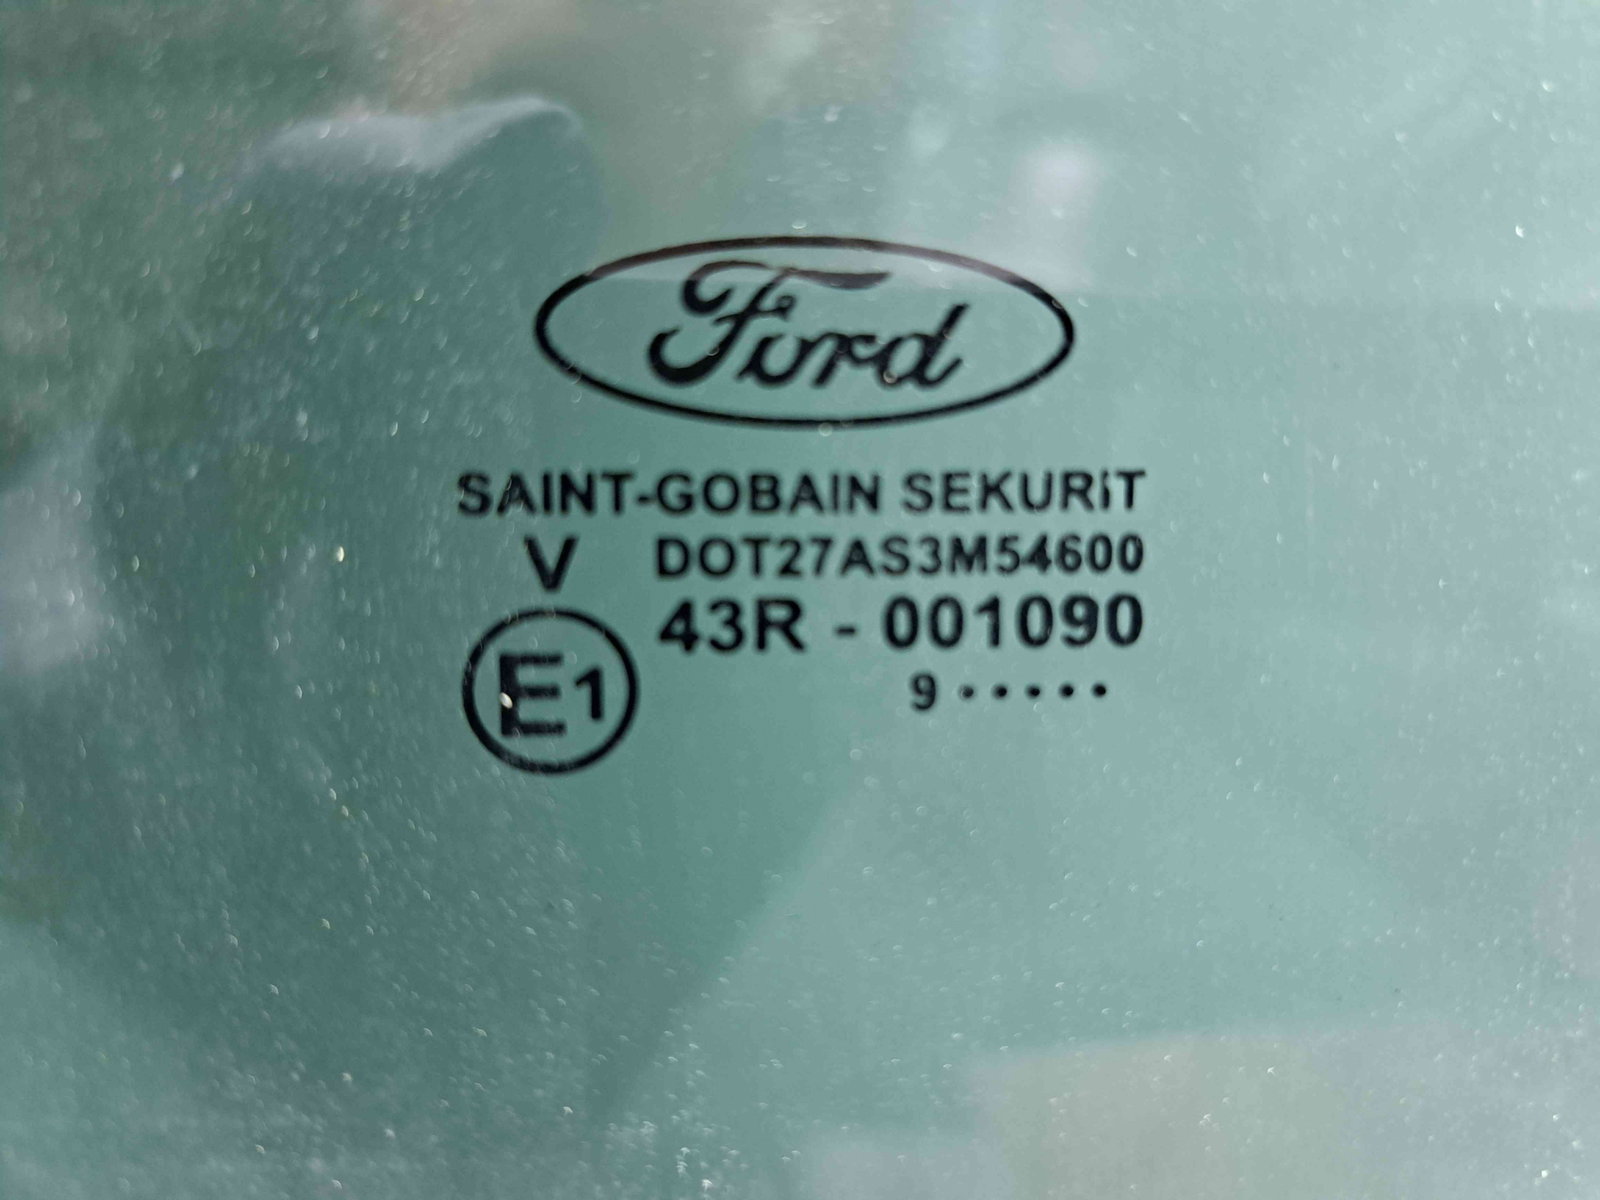 Ford
SAINT-GOBAIN SEKURiT
V DOT27AS3M54600
E1 43R - 001090
9 •••••